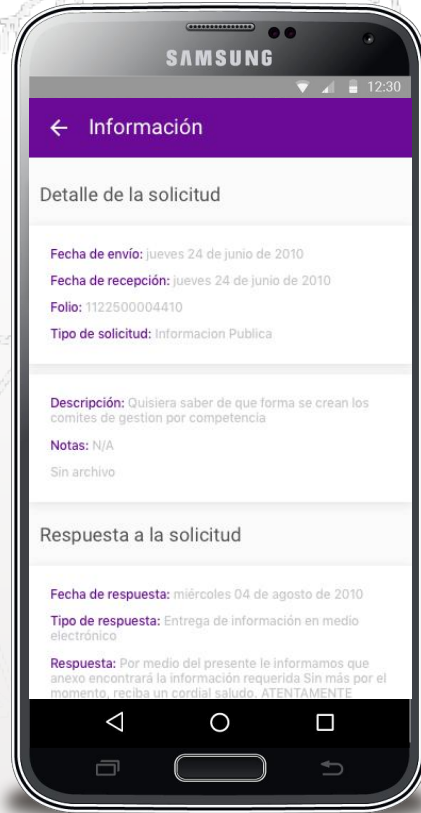 SAMSUNG
12:30
Información
Detalle de la solicitud
Fecha de envío: jueves 24 de junio de 2010
Fecha de recepción: jueves 24 de junio de 2010
Folio: 1122500004410
Tipo de solicitud: Informacion Publica
Descripción: Quisiera saber de que forma se crean los
comites de gestion por competencia
Notas: N/A
Sin archivo
Respuesta a la solicitud
Fecha de respuesta: miércoles 04 de agosto de 2010
Tipo de respuesta: Entrega de información en medio
electrónico
Respuesta: Por medio del presente le informamos que
anexo encontrará la información requerida Sin más por el
momento, reciba un cordial saludo. ATENTAMENTE